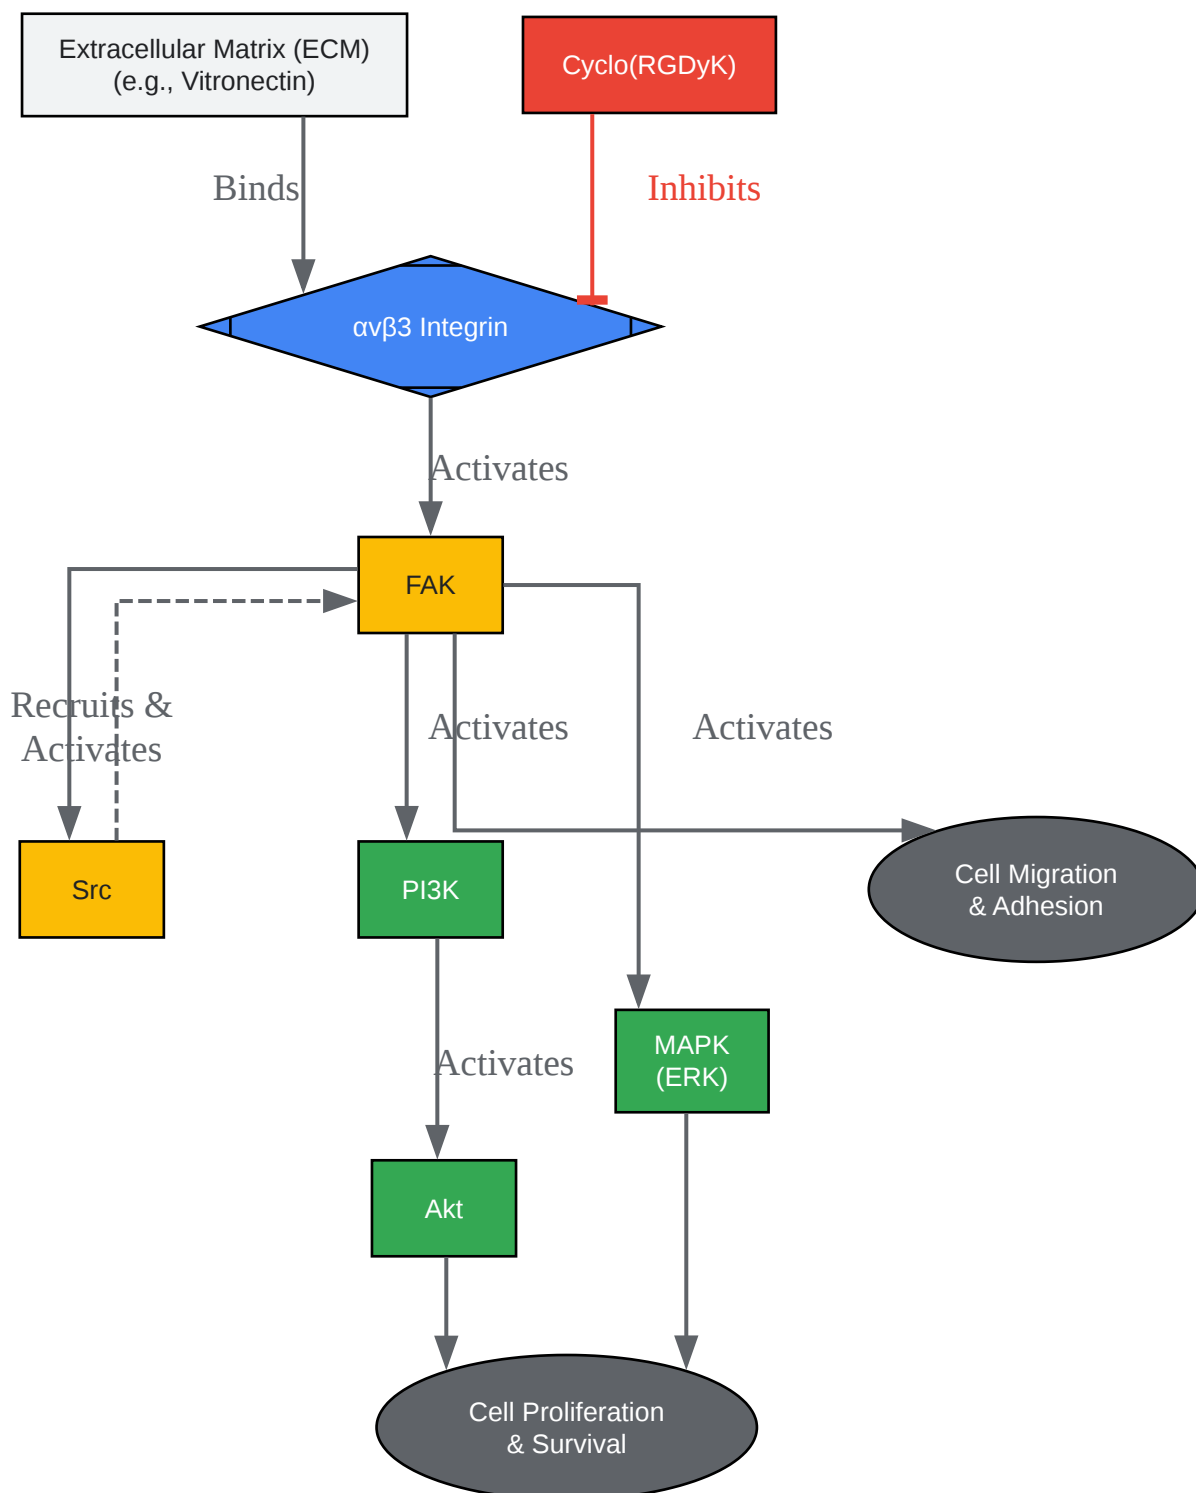 Extracellular Matrix (ECM)
(e.g., Vitronectin)
Cyclo(RGDyK)
Binds
Inhibits
αvβ3 Integrin
Activates
FAK
Recruits &
Activates
Activates
Activates
Src
PI3K
Cell Migration
& Adhesion
MAPK
(ERK)
Activates
Akt
Cell Proliferation
& Survival